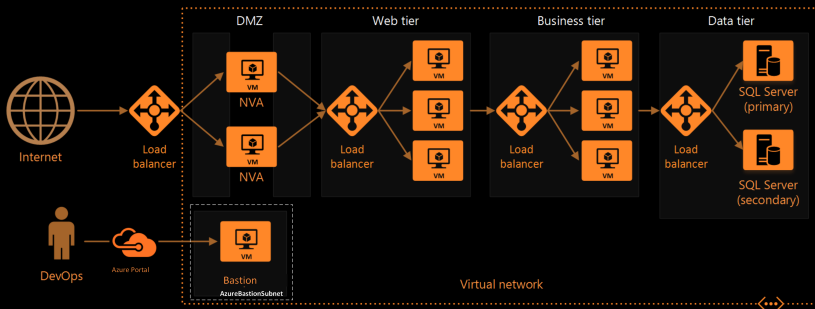 DMZ
Web tier
Business tier
Data tier
VM
NVA
VM
NVA
VM
VM
VM
VM
VM
VM
SQL Server
(primary)
SQL Server
(secondary)
Internet
Load
balancer
Load
balancer
Load
balancer
Load
balancer
DevOps
Azure Portal
VM
Bastion
AzureBastionSubnet
Virtual network